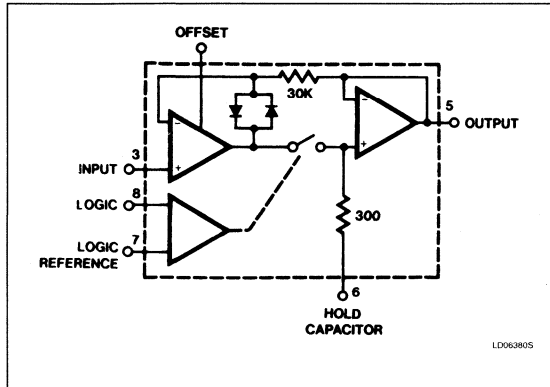 OFFSET
30K
−
5
OUTPUT
−
3
INPUT
+
+
8
LOGIC
300
7
LOGIC
REFERENCE
6
HOLD
CAPACITOR
LD06380S